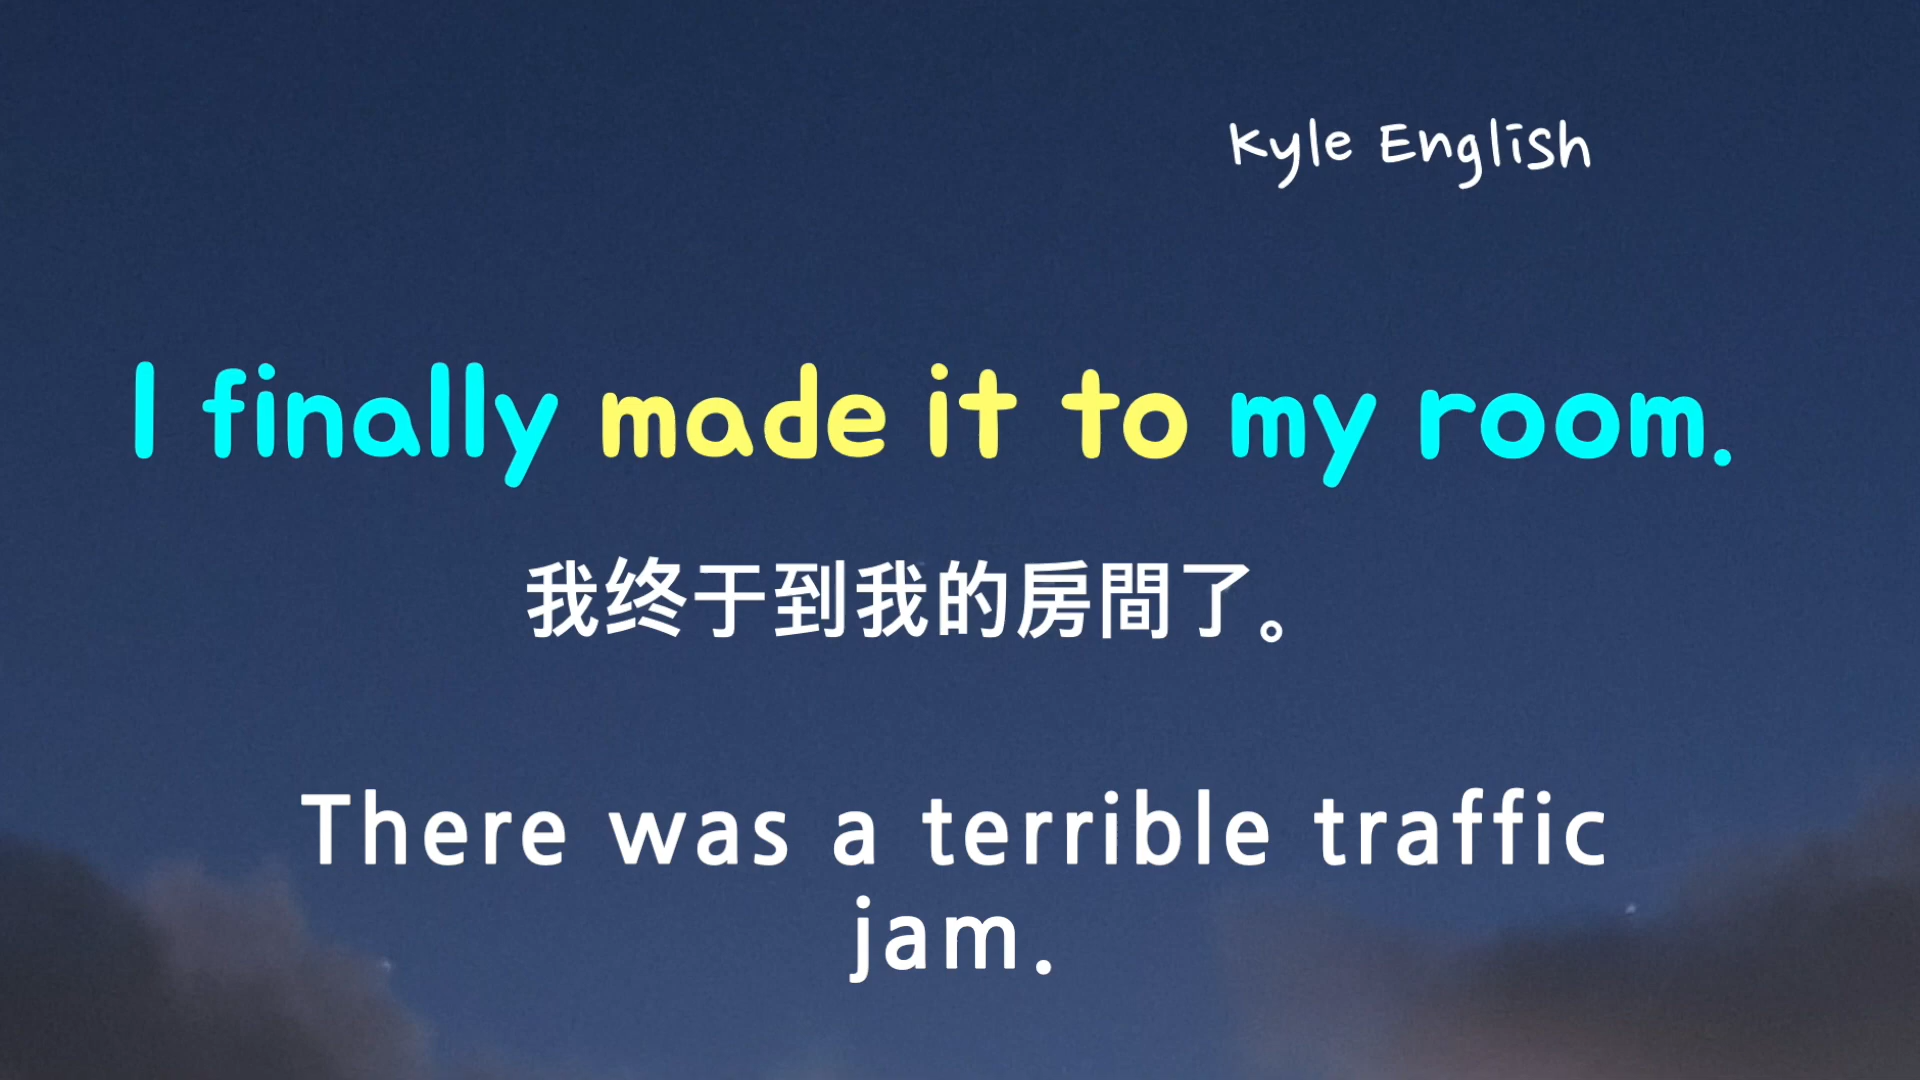 Kyle English
I finally made it to my room.
我终于到我的房間了。
There was a terrible traffic
jam.